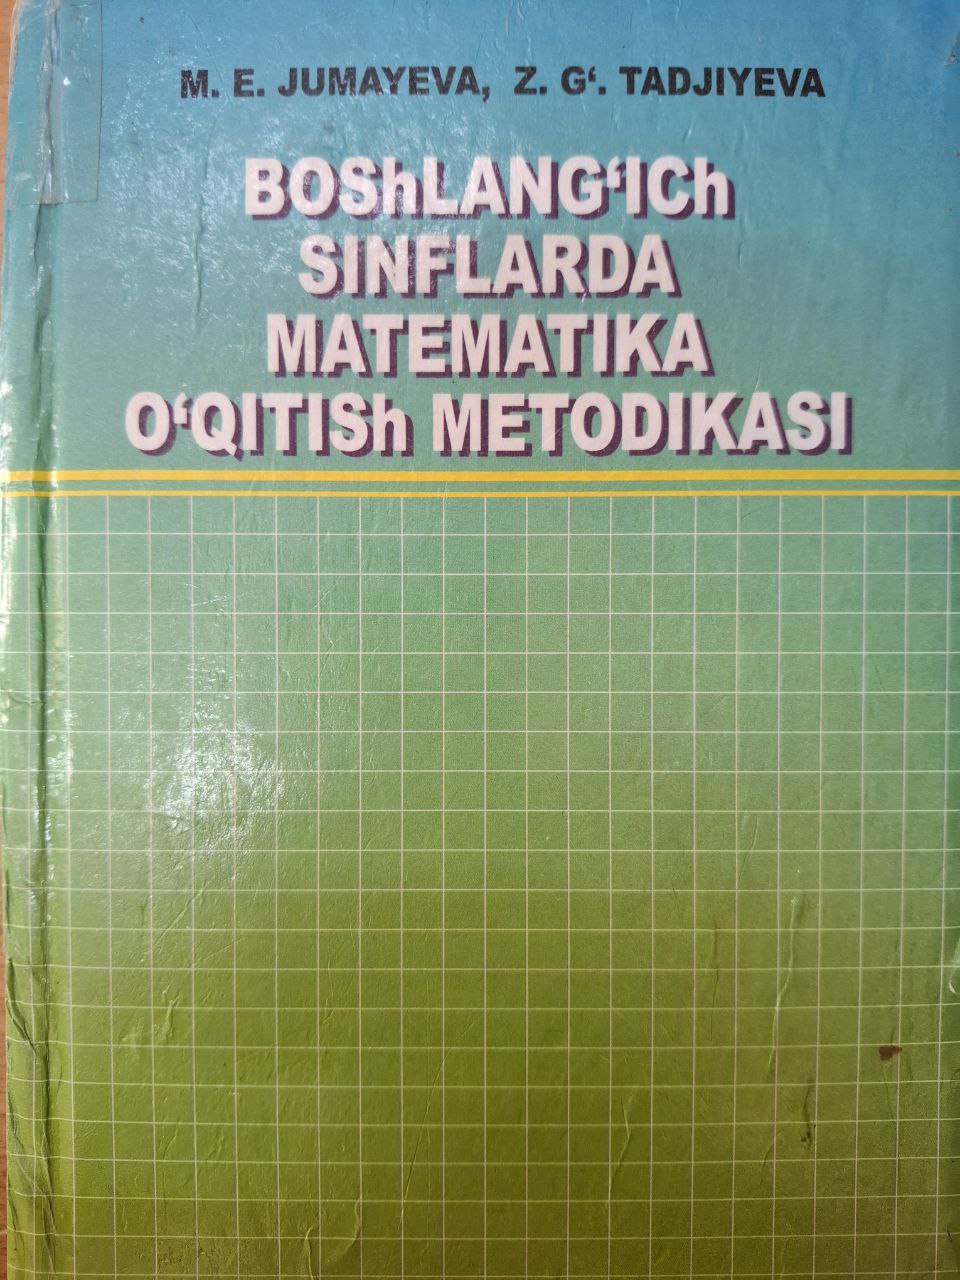 M. E. JUMAYEVA, Z. G‘. TADJIYEVA
BOShLANG‘ICh
SINFLARDA
MATEMATIKA
O‘QITISh METODIKASI